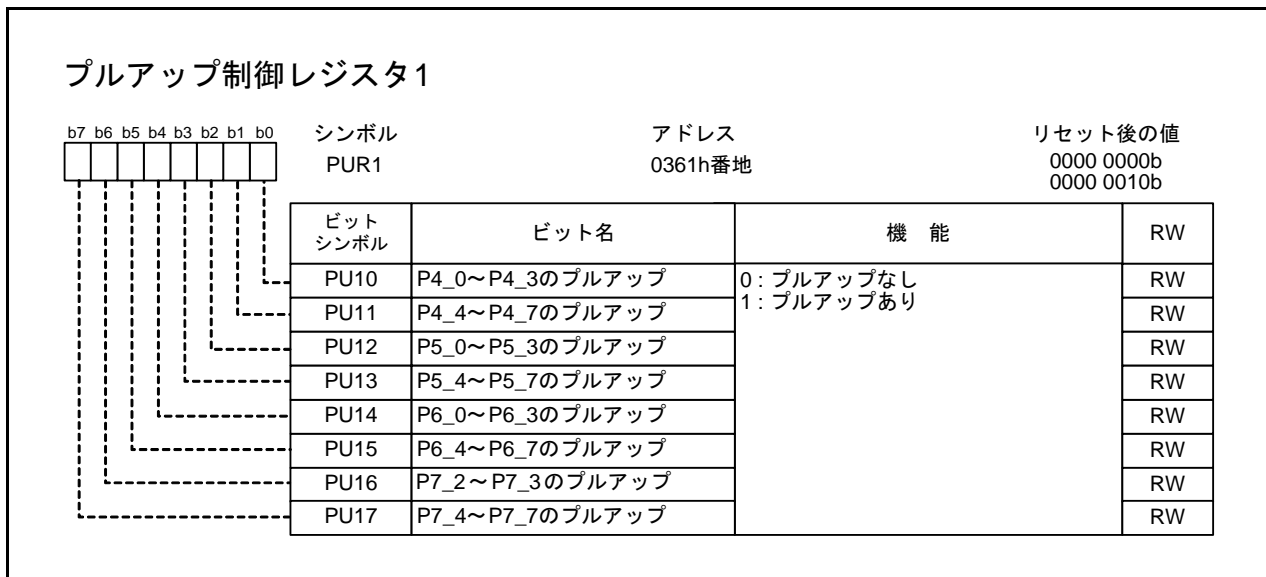 プルアップ制御レジスタ1
b7 b6 b5 b4 b3 b2 b1 b0 シンボル アドレス リセット後の値
PUR1 0361h番地 0000 0000b
0000 0010b
ビット
シンボル ビット名 機 能 RW
PU10 P4_0～P4_3のプルアップ 0 : プルアップなし RW
1 : プルアップあり
PU11 P4_4～P4_7のプルアップ RW
PU12 P5_0～P5_3のプルアップ RW
PU13 P5_4～P5_7のプルアップ RW
PU14 P6_0～P6_3のプルアップ RW
PU15 P6_4～P6_7のプルアップ RW
PU16 P7_2～P7_3のプルアップ RW
PU17 P7_4～P7_7のプルアップ RW